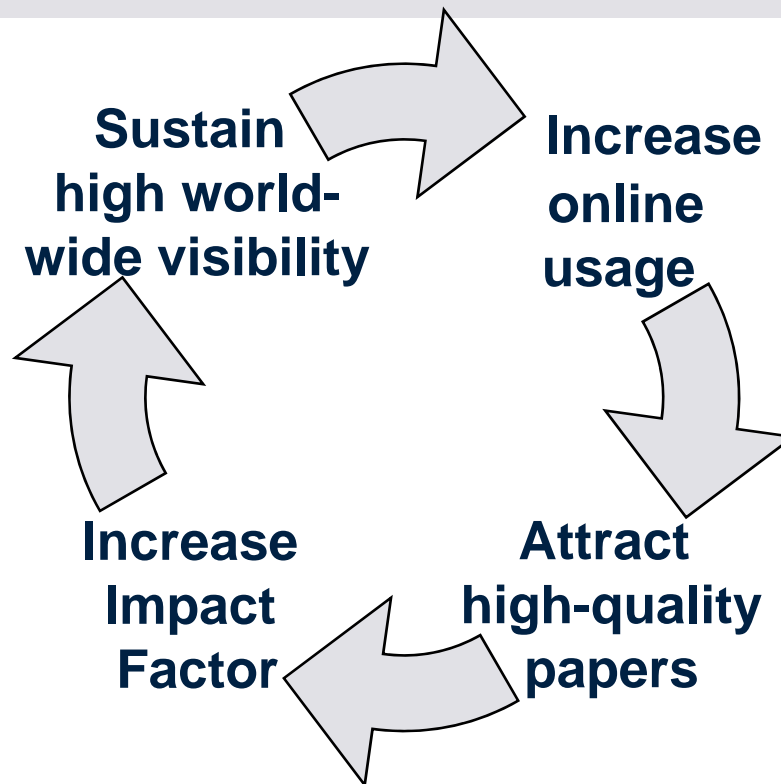 Sustain
high world-
wide visibility
Increase
online
usage
Attract
high-quality
papers
Increase
Impact
Factor